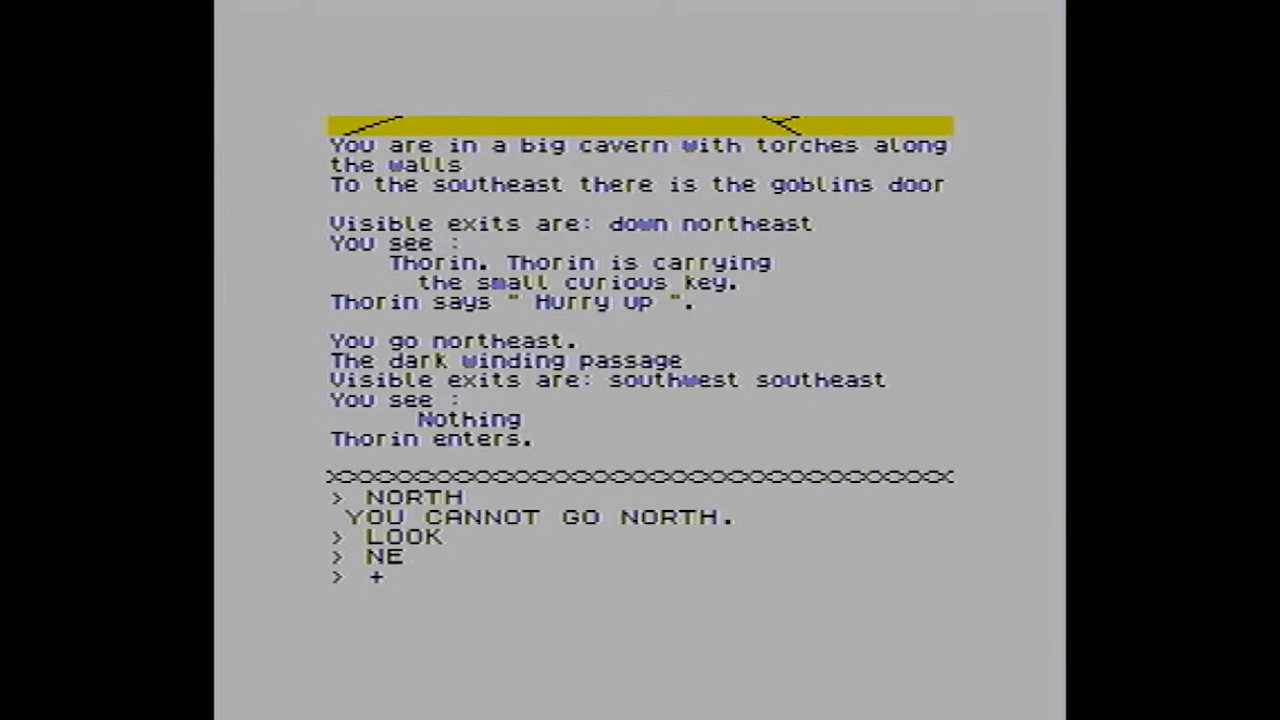 You are in a big cavern with torches along
the walls
To the southeast there is the goblins door
Visible exits are: down northeast
You see :
Thorin. Thorin is carrying
the small curious key.
Thorin says " Hurry up ".
You go northeast.
The dark winding passage
Visible exits are: southwest southeast
You see :
Nothing
Thorin enters.
> NORTH
YOU CANNOT GO NORTH.
> LOOK
> NE
> +